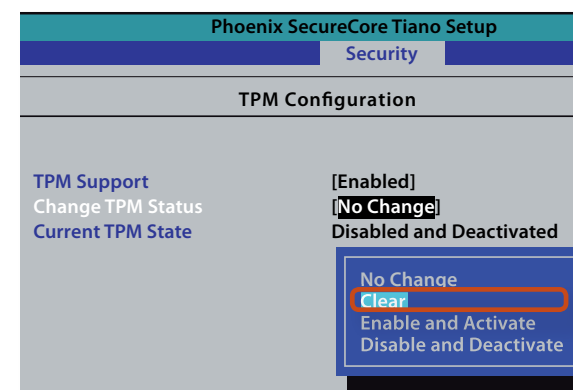 Phoenix SecureCore Tiano Setup
Security
TPM Configuration
TPM Support [Enabled]
Change TPM Status [No Change]
Current TPM State Disabled and Deactivated
No Change
Clear
Enable and Activate
Disable and Deactivate